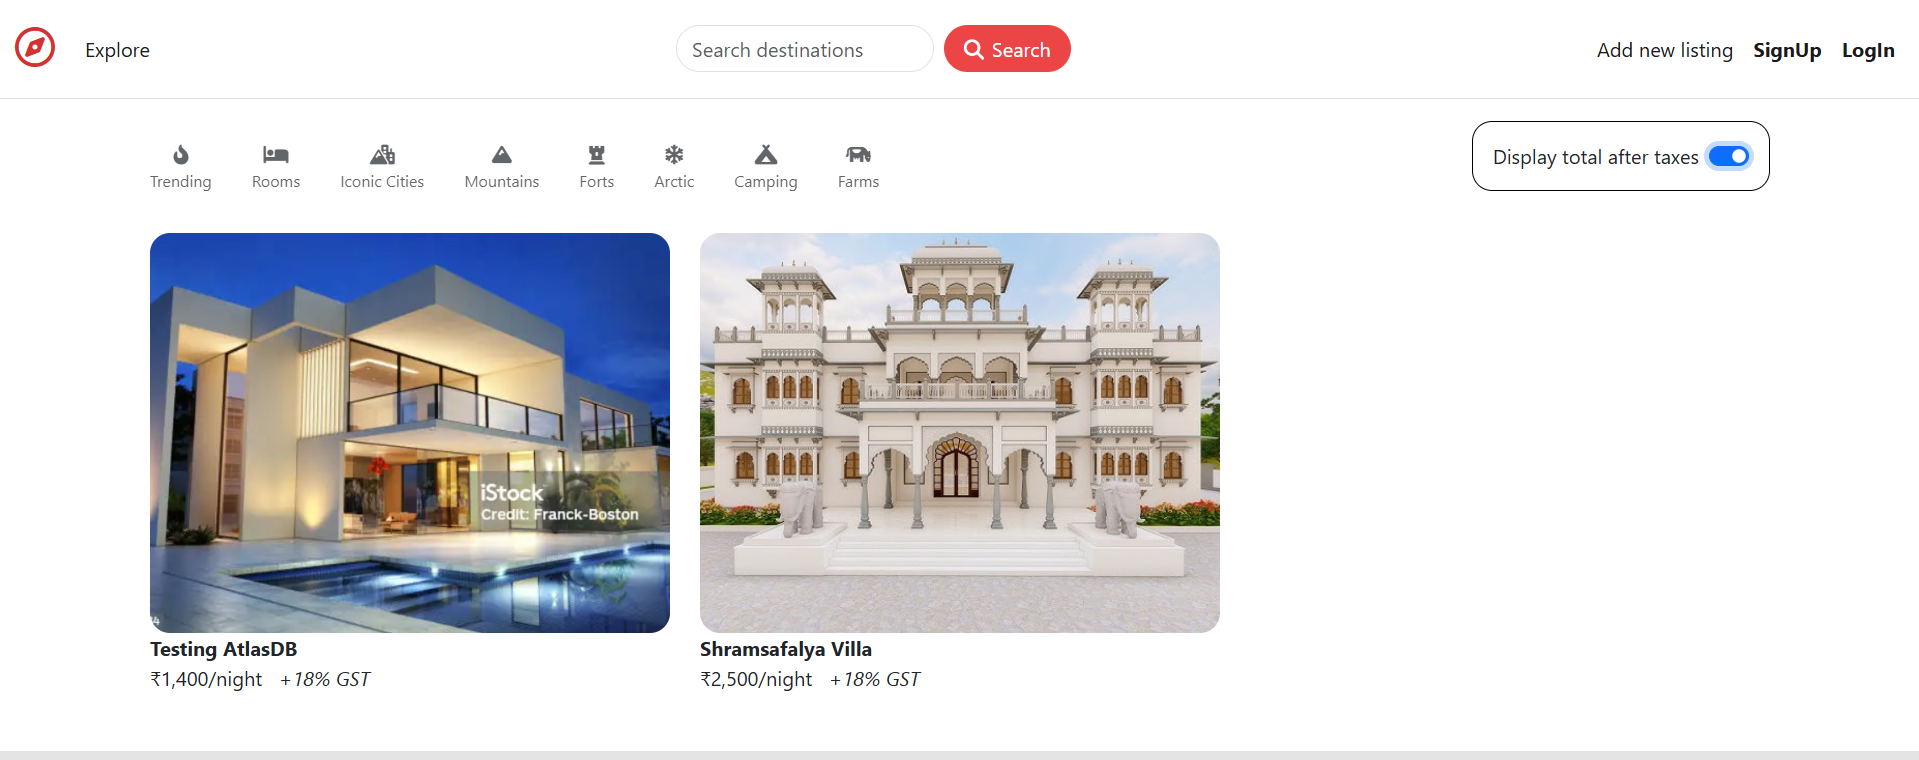 Explore
Search destinations
Search
Add new listing
SignUp
LogIn
Trending
Rooms
Iconic Cities
Mountains
Forts
Arctic
Camping
Farms
Display total after taxes
iStock
Credit: Franck-Boston
Testing AtlasDB
₹1,400/night +18% GST
Shramsafalya Villa
₹2,500/night +18% GST